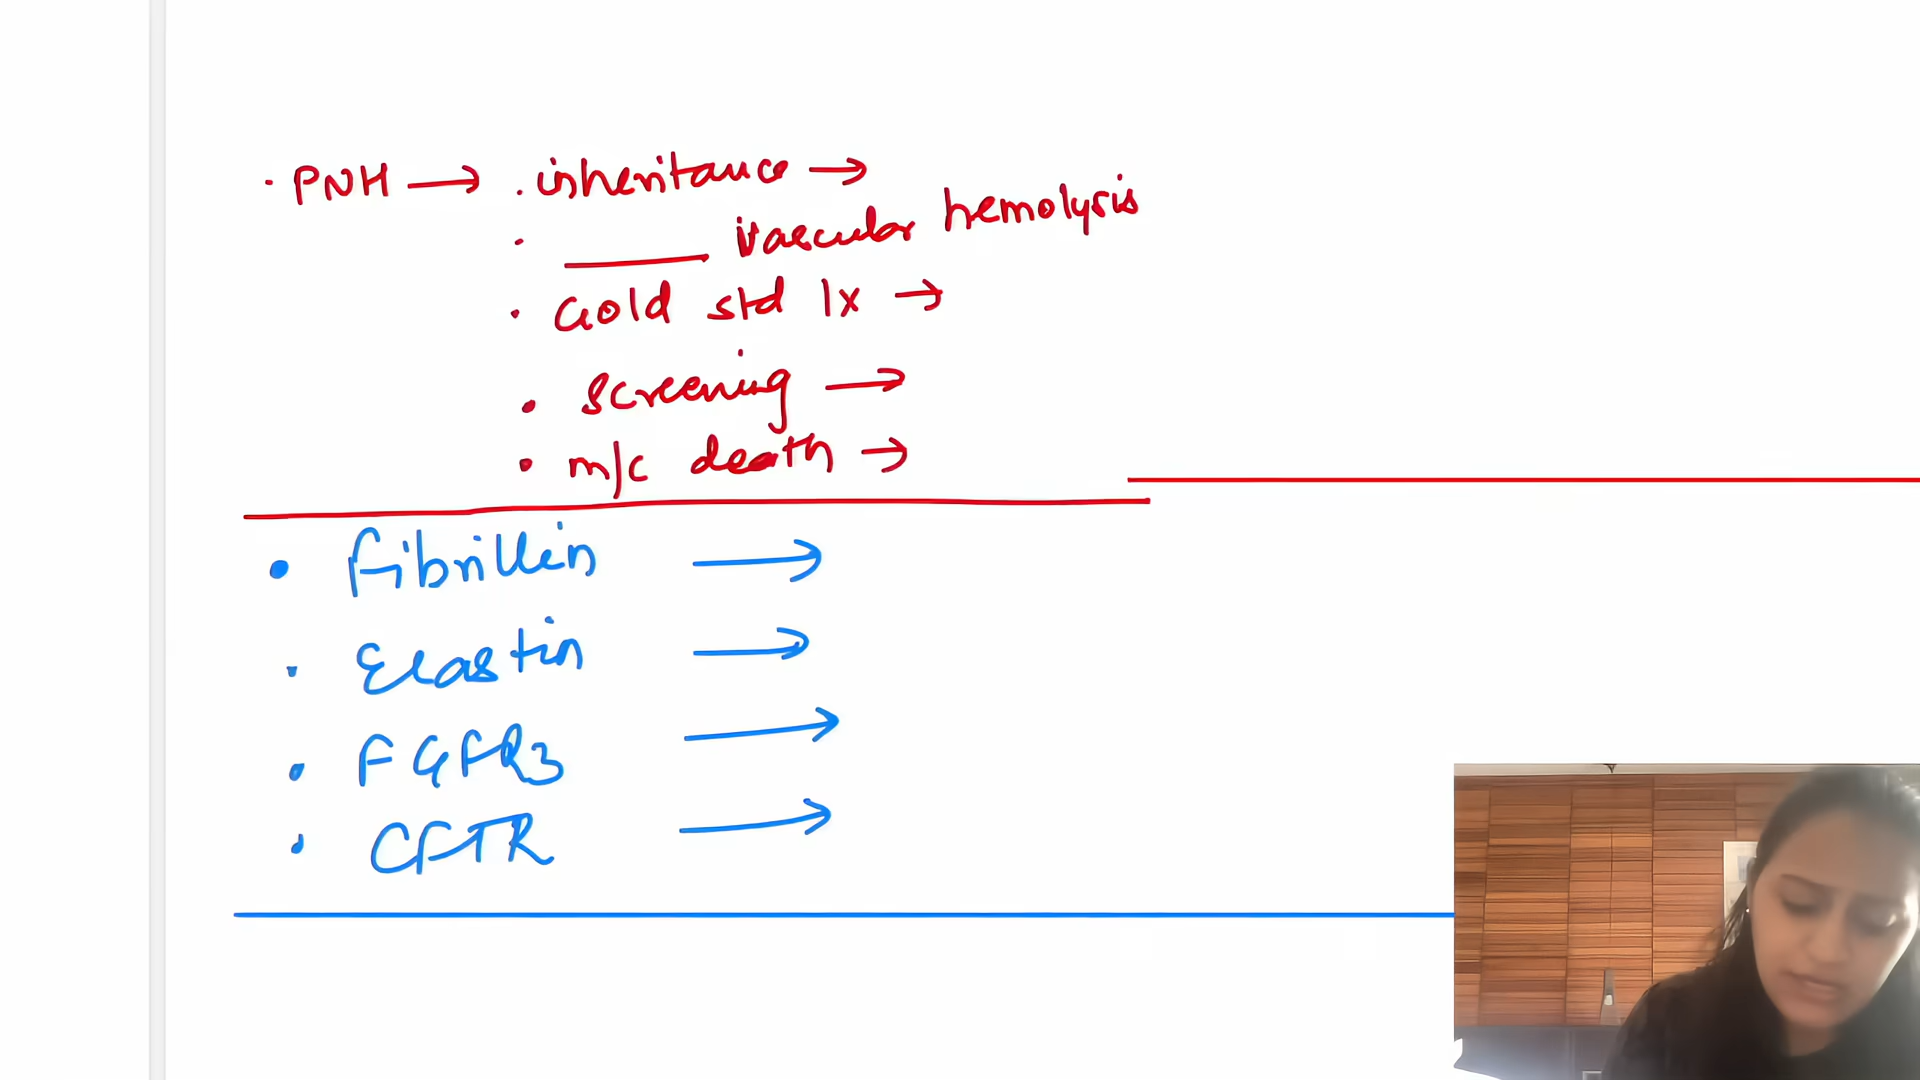 · PNH → · inheritance →
· ______ vascular hemolysis
· Gold std Ix →
· Screening →
· m/c death →
· Fibrillin →
· Elastin →
· FGFR3 →
· CFTR →